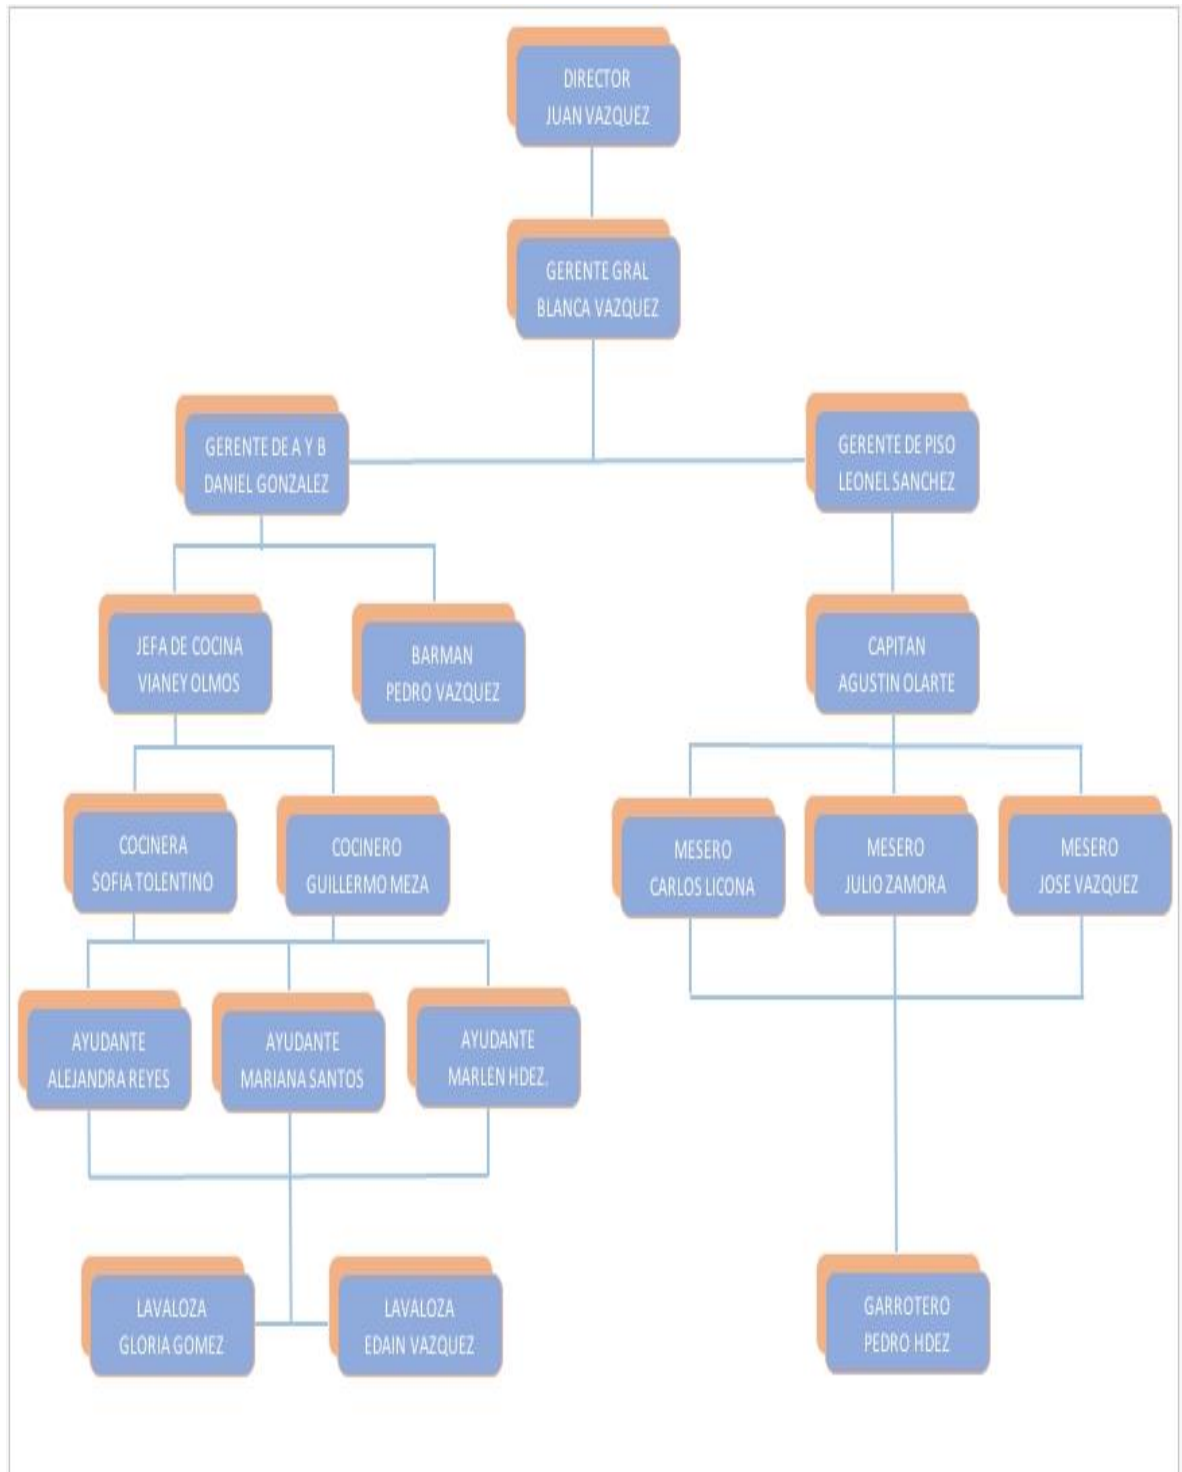 DIRECTOR
JUAN VAZQUEZ
GERENTE GRAL
BLANCA VAZQUEZ
GERENTE DE A Y B
DANIEL GONZALEZ
GERENTE DE PISO
LEONEL SANCHEZ
JEFA DE COCINA
VIANEY OLMOS
BARMAN
PEDRO VAZQUEZ
CAPITAN
AGUSTIN OLARTE
COCINERA
SOFIA TOLENTINO
COCINERO
GUILLERMO MEZA
MESERO
CARLOS LICONA
MESERO
JULIO ZAMORA
MESERO
JOSE VAZQUEZ
AYUDANTE
ALEJANDRA REYES
AYUDANTE
MARIANA SANTOS
AYUDANTE
MARLEN HDEZ.
LAVALOZA
GLORIA GOMEZ
LAVALOZA
EDAIN VAZQUEZ
GARROTERO
PEDRO HDEZ